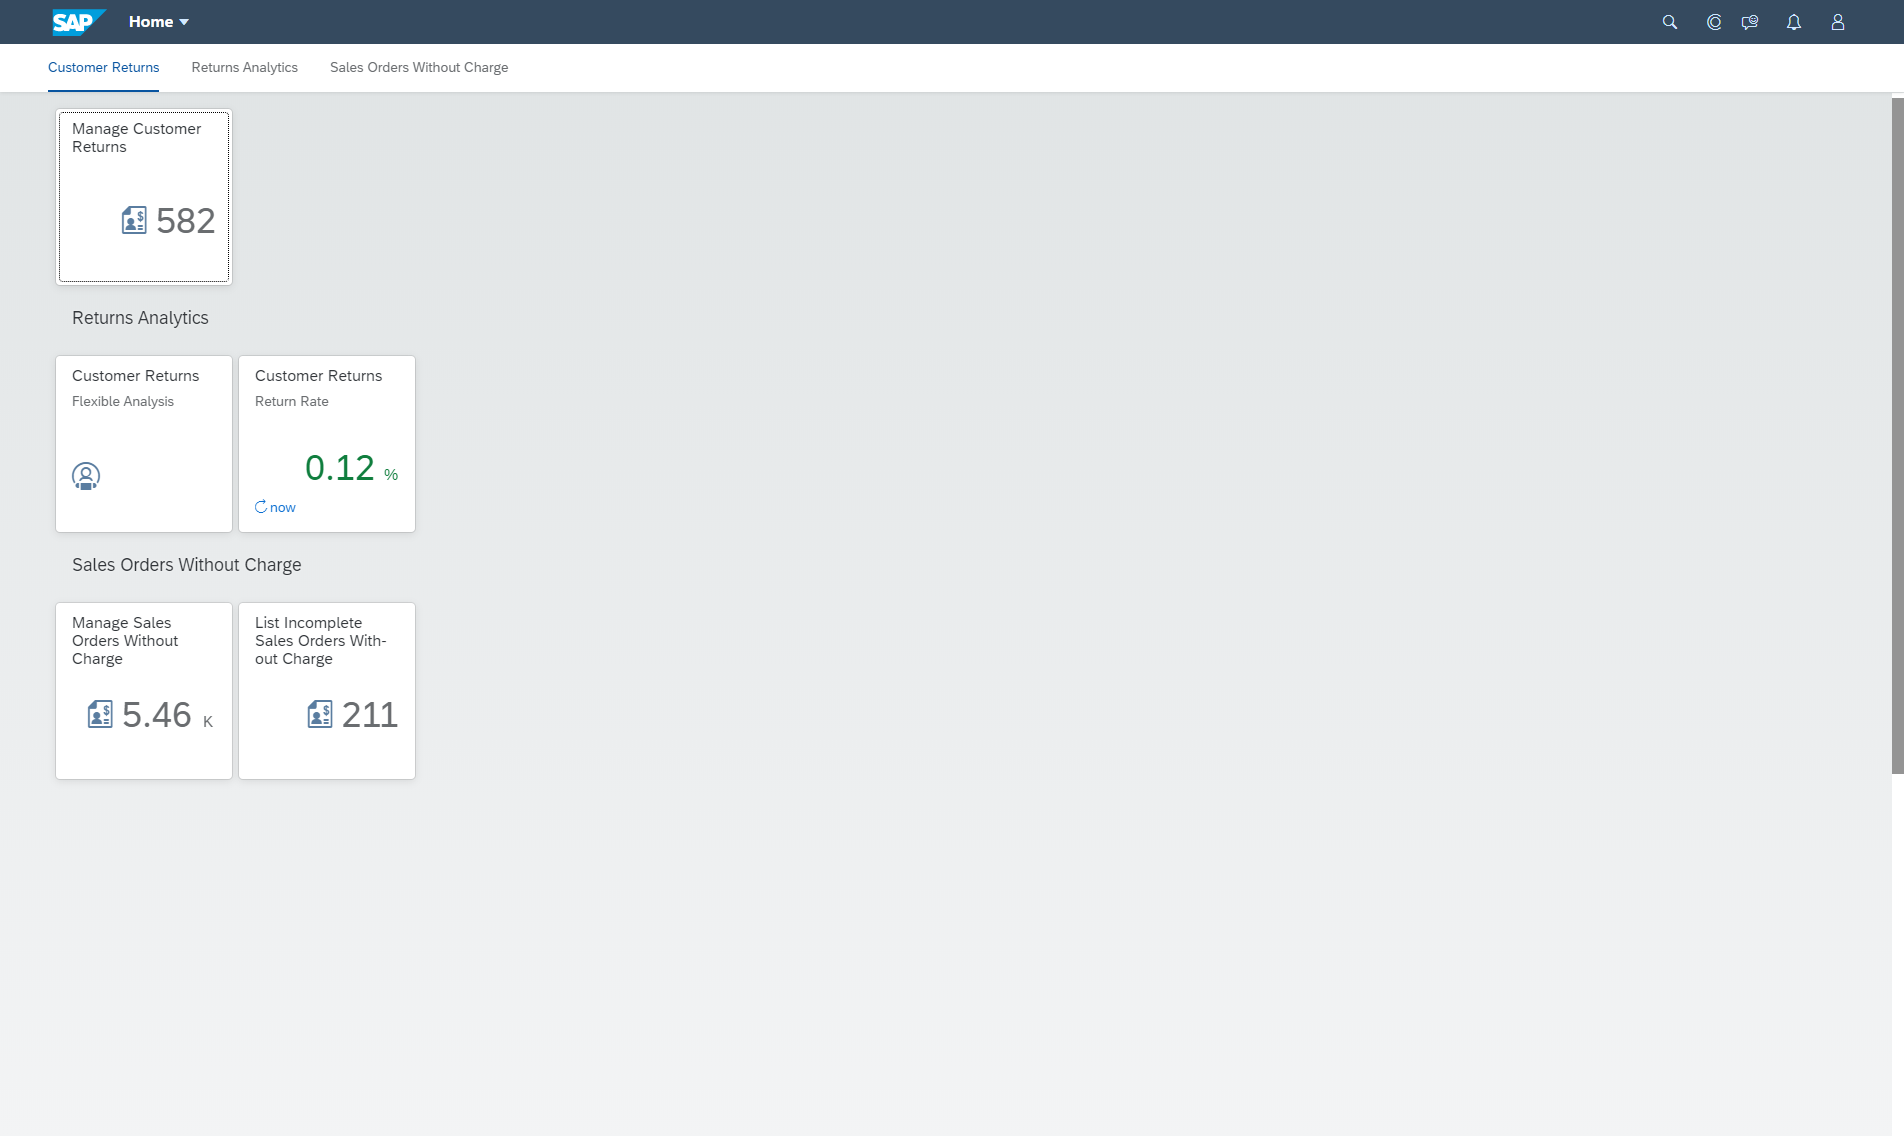 SAP Home
Customer Returns Returns Analytics Sales Orders Without Charge
Manage Customer
Returns
582
Returns Analytics
Customer Returns
Flexible Analysis
Customer Returns
Return Rate
0.12 %
now
Sales Orders Without Charge
Manage Sales
Orders Without
Charge
5.46 K
List Incomplete
Sales Orders With-
out Charge
211